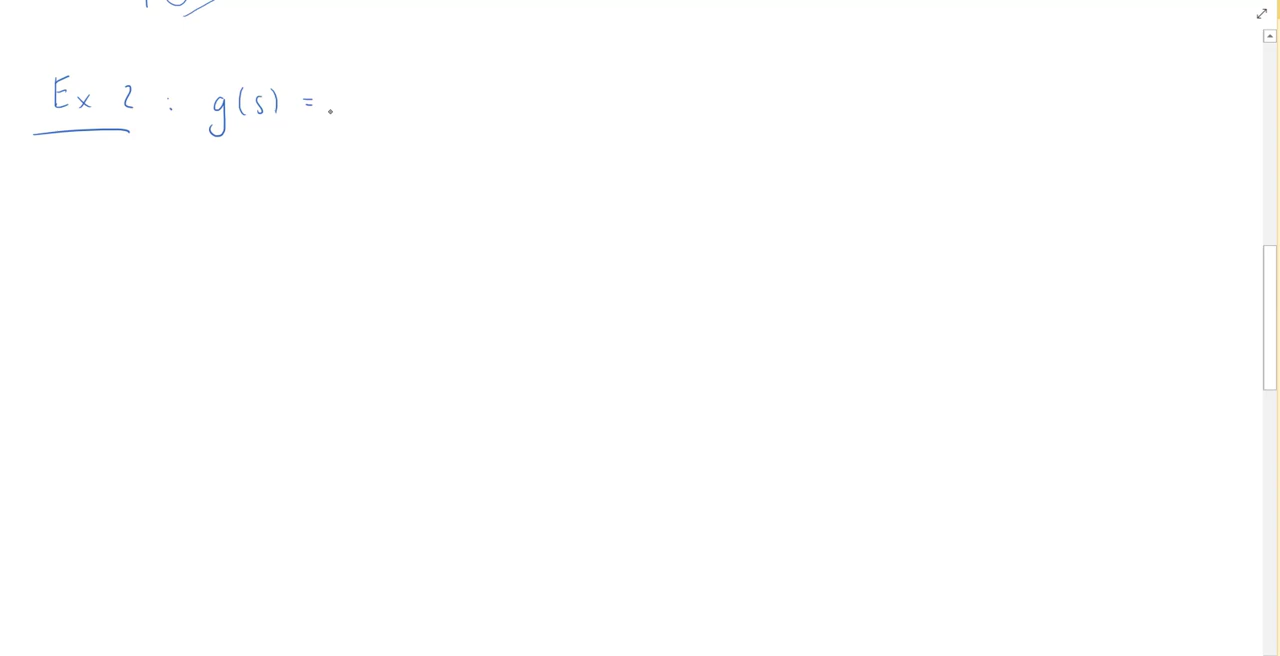 Ex 2 : g(s) =